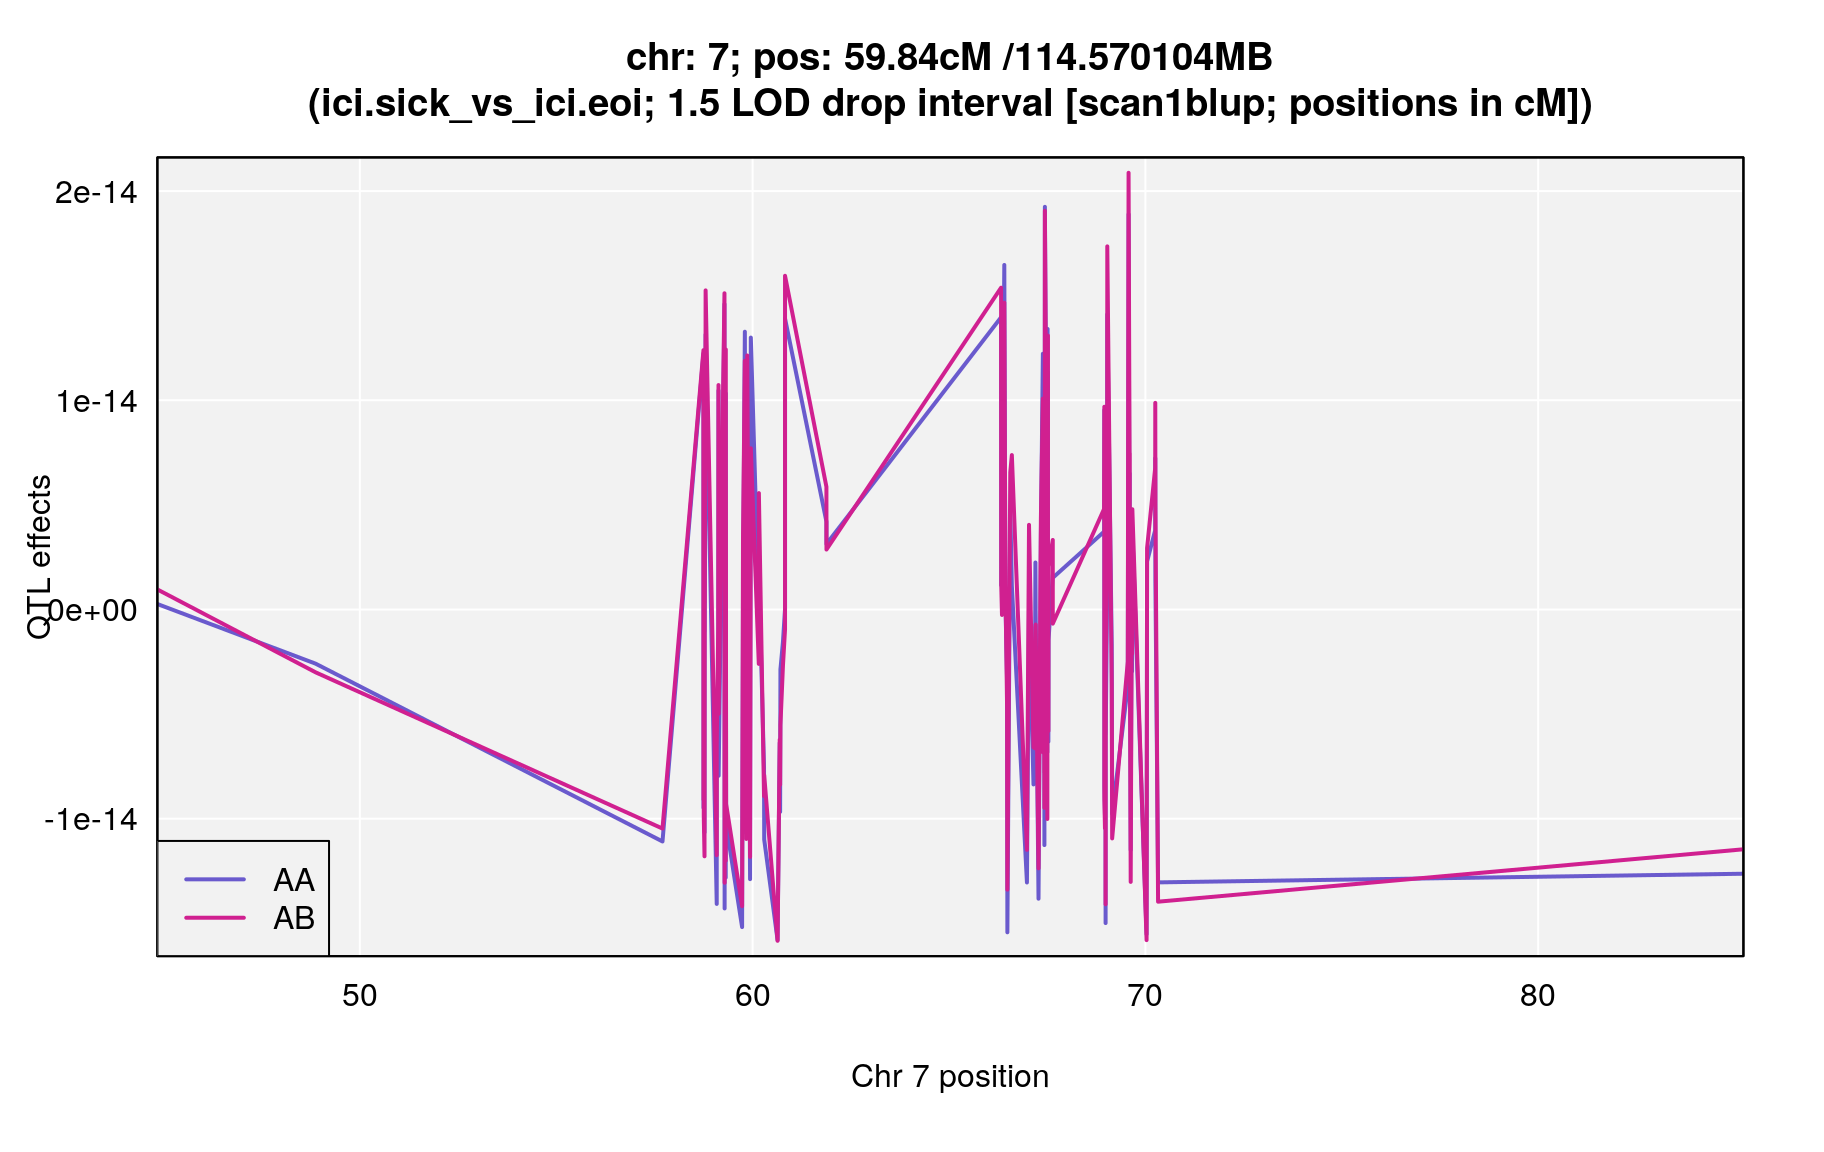 chr: 7; pos: 59.84cM /114.570104MB
(ici.sick_vs_ici.eoi; 1.5 LOD drop interval [scan1blup; positions in cM])
QTL effects
2e-14
1e-14
0e+00
-1e-14
AA
AB
50 60 70 80
Chr 7 position